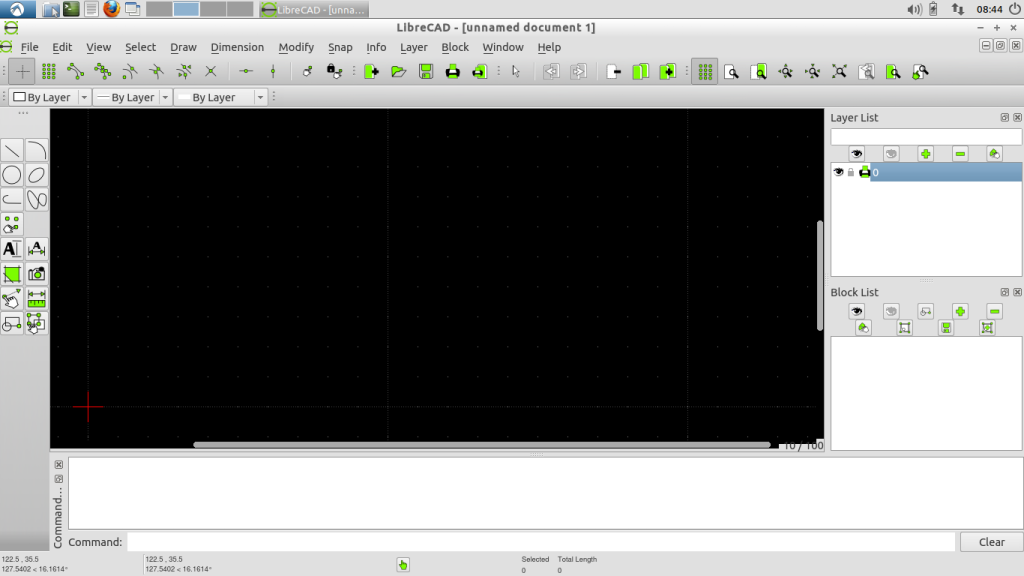 LibreCAD - [unna...
08:44
LibreCAD - [unnamed document 1]
File Edit View Select Draw Dimension Modify Snap Info Layer Block Window Help
By Layer By Layer By Layer
Layer List
0
Block List
10 / 100
Command...
Command: Clear
122.5 , 35.5 122.5 , 35.5 Selected Total Length
127.5402 < 16.1614° 127.5402 < 16.1614° 0 0